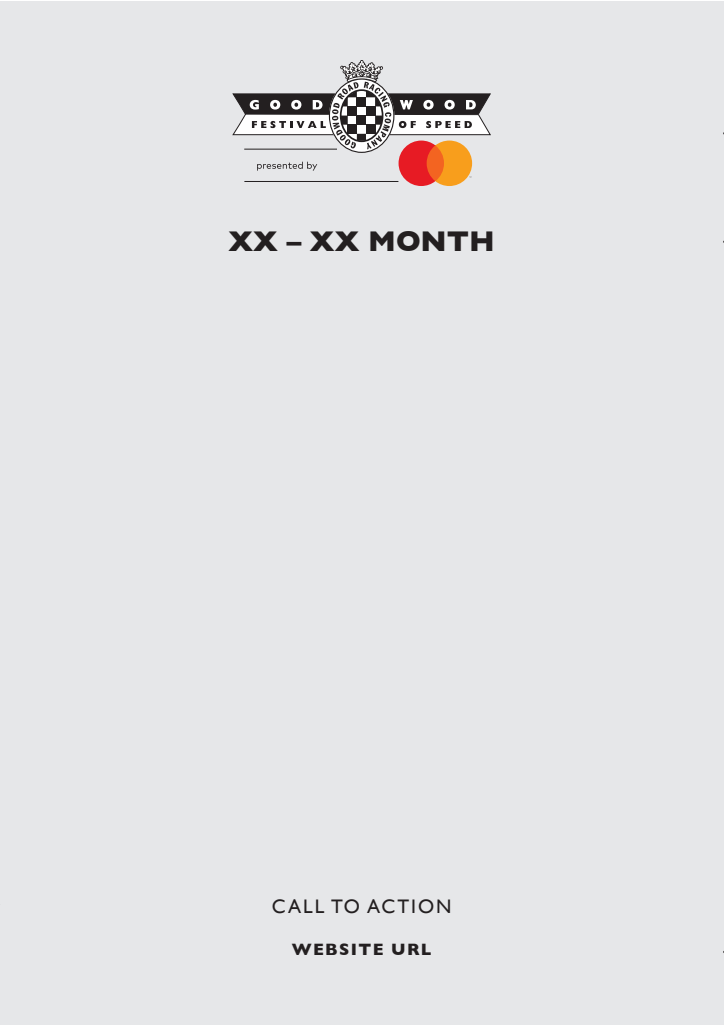 GOODWOOD
FESTIVAL OF SPEED
GOODWOOD ROAD RACING COMPANY
presented by
XX – XX MONTH
CALL TO ACTION
WEBSITE URL